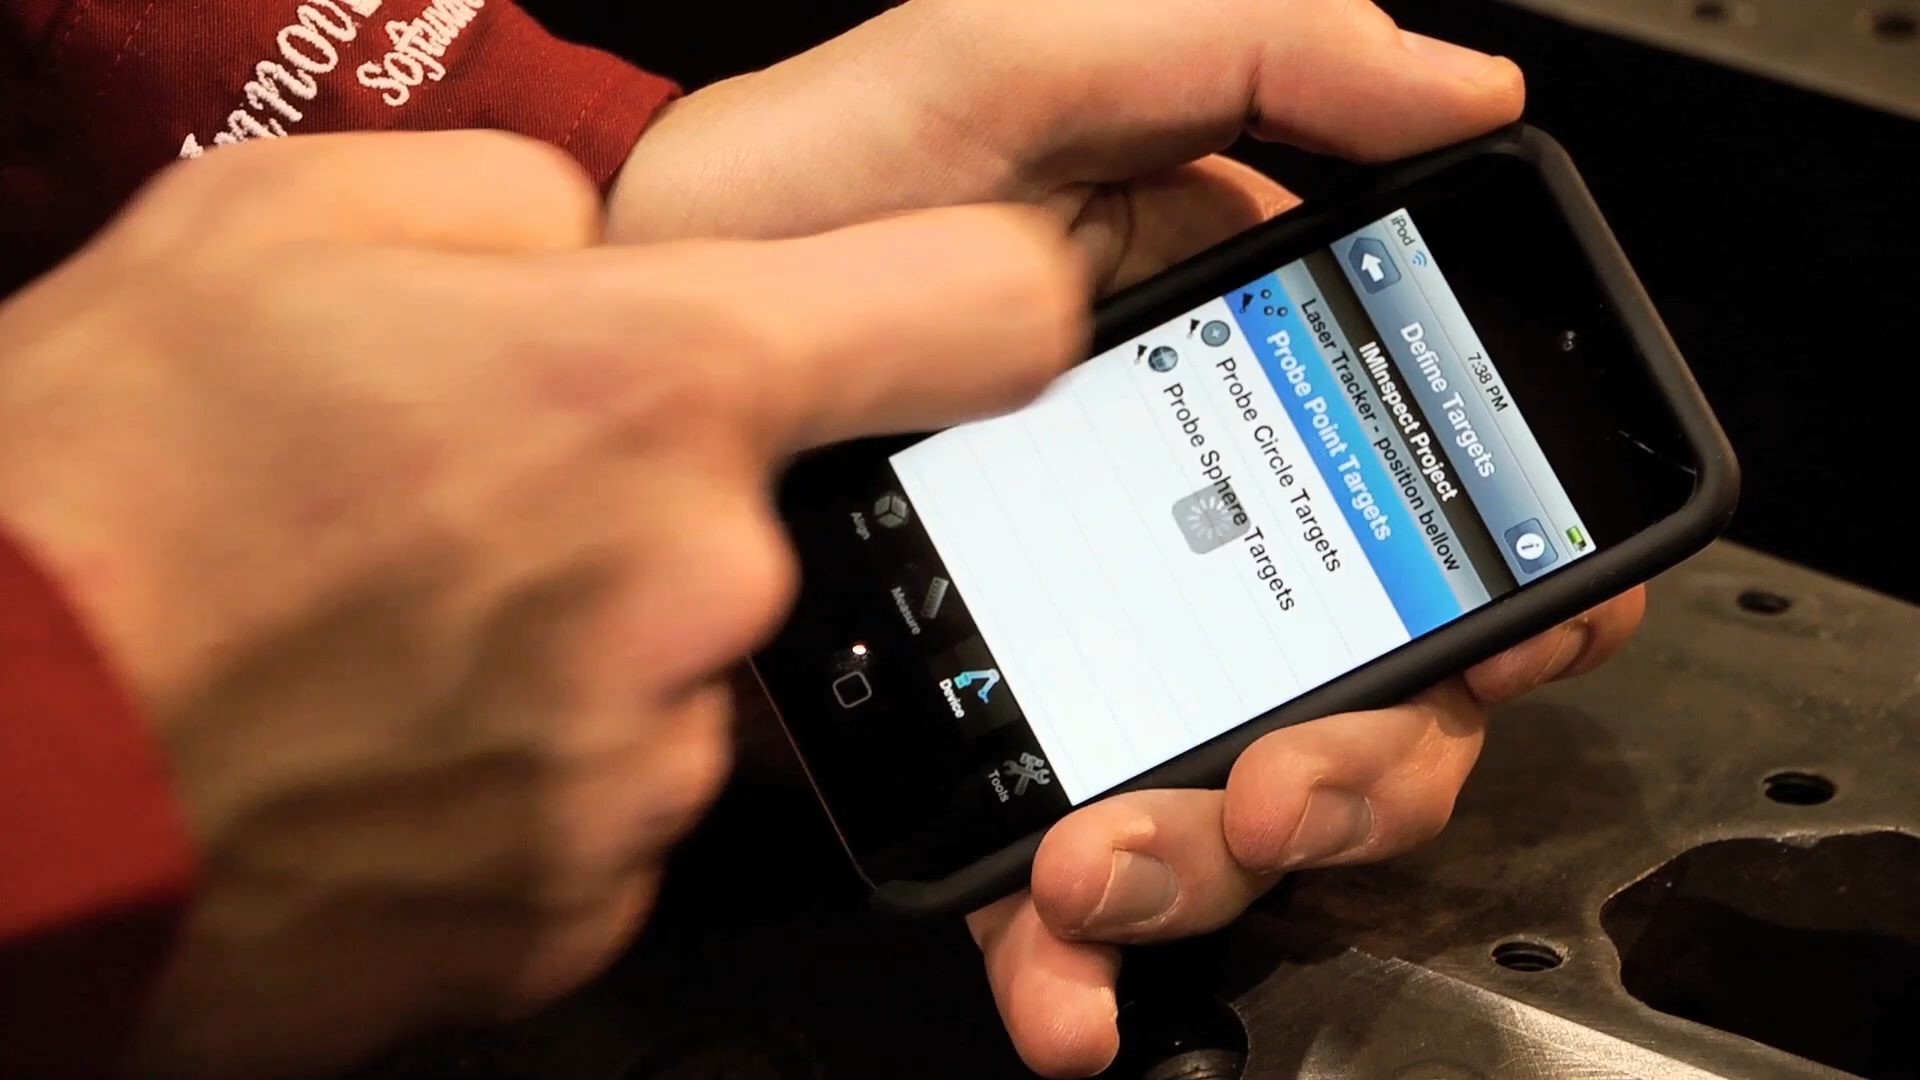 Software
iPod
7:38 PM
Define Targets
i
IMInspect Project
Laser Tracker - position bellow
Probe Point Targets
Probe Circle Targets
Probe Sphere Targets
Align
Measure
Device
Tools